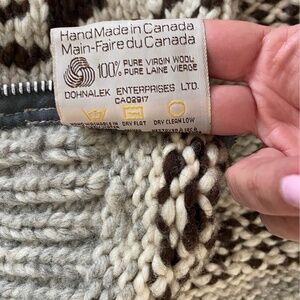 Hand Made in Canada
Main-Faire du Canada
100% PURE VIRGIN WOOL
PURE LAINE VIERGE
DOHNALEK ENTERPRISES LTD.
CA02917
DRY FLAT DRY CLEAN LOW